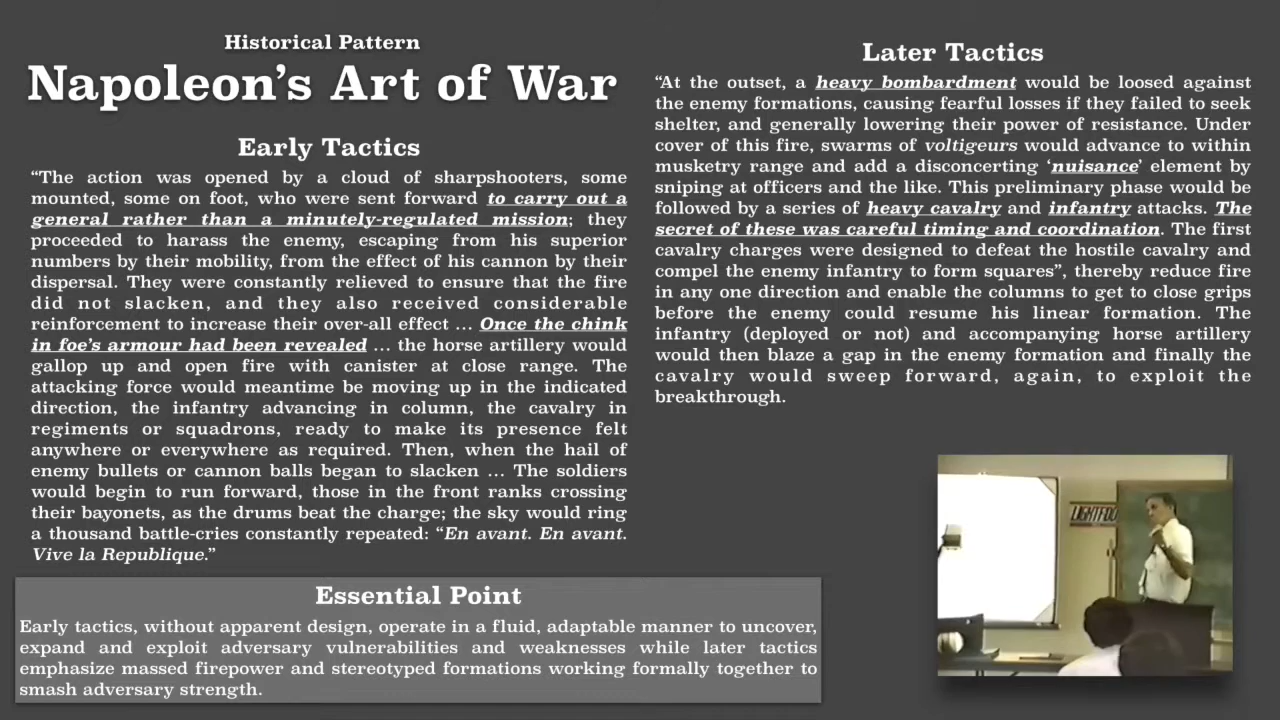 Historical Pattern
Napoleon's Art of War
Early Tactics
“The action was opened by a cloud of sharpshooters, some
mounted, some on foot, who were sent forward to carry out a
general rather than a minutely-regulated mission; they
proceeded to harass the enemy, escaping from his superior
numbers by their mobility, from the effect of his cannon by their
dispersal. They were constantly relieved to ensure that the fire
did not slacken, and they also received considerable
reinforcement to increase their over-all effect … Once the chink
in foe’s armour had been revealed … the horse artillery would
gallop up and open fire with canister at close range. The
attacking force would meantime be moving up in the indicated
direction, the infantry advancing in column, the cavalry in
regiments or squadrons, ready to make its presence felt
anywhere or everywhere as required. Then, when the hail of
enemy bullets or cannon balls began to slacken … The soldiers
would begin to run forward, those in the front ranks crossing
their bayonets, as the drums beat the charge; the sky would ring
a thousand battle-cries constantly repeated: “En avant. En avant.
Vive la Republique.”
Later Tactics
“At the outset, a heavy bombardment would be loosed against
the enemy formations, causing fearful losses if they failed to seek
shelter, and generally lowering their power of resistance. Under
cover of this fire, swarms of voltigeurs would advance to within
musketry range and add a disconcerting ‘nuisance’ element by
sniping at officers and the like. This preliminary phase would be
followed by a series of heavy cavalry and infantry attacks. The
secret of these was careful timing and coordination. The first
cavalry charges were designed to defeat the hostile cavalry and
compel the enemy infantry to form squares”, thereby reduce fire
in any one direction and enable the columns to get to close grips
before the enemy could resume his linear formation. The
infantry (deployed or not) and accompanying horse artillery
would then blaze a gap in the enemy formation and finally the
cavalry would sweep forward, again, to exploit the
breakthrough.
Essential Point
Early tactics, without apparent design, operate in a fluid, adaptable manner to uncover,
expand and exploit adversary vulnerabilities and weaknesses while later tactics
emphasize massed firepower and stereotyped formations working formally together to
smash adversary strength.